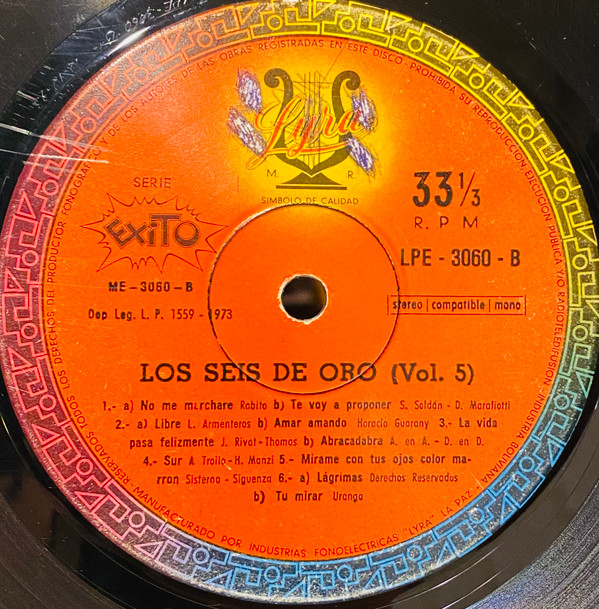 RESERVADOS TODOS LOS DERECHOS DEL PRODUCTOR FONOGRAFICO Y DE LOS AUTORES DE LAS OBRAS REGISTRADAS EN ESTE DISCO. PROHIBIDA SU REPRODUCCION EJECUCION PUBLICA Y/O RADIOTELEDIFUSION - INDUSTRIA BOLIVIANA
Lyra
M. R.
SIMBOLO DE CALIDAD
SERIE
EXITO
ME-3060-B
Dep Leg. L. P. 1559 - 1973
33 1/3
R. P M
LPE - 3060 - B
stereo | compatible | mono
LOS SEIS DE ORO (Vol. 5)
1.- a) No me marchare Rabito b) Te voy a proponer S. Saldán - D. Marafiotti
2.- a) Libre L. Armenteros b) Amar amando Horacio Guarany 3.- La vida
pasa felizmente J. Rivat-Thomas b) Abracadabra A. en A. - D. en D.
4.- Sur A Troilo-H. Manzi 5.- Mírame con tus ojos color ma-
rron Sisterna - Siguenza 6.- a) Lágrimas Derechos Reservados
b) Tu mirar Uranga
MANUFACTURADO POR INDUSTRIAS FONOELECTRICAS "LYRA" LA PAZ